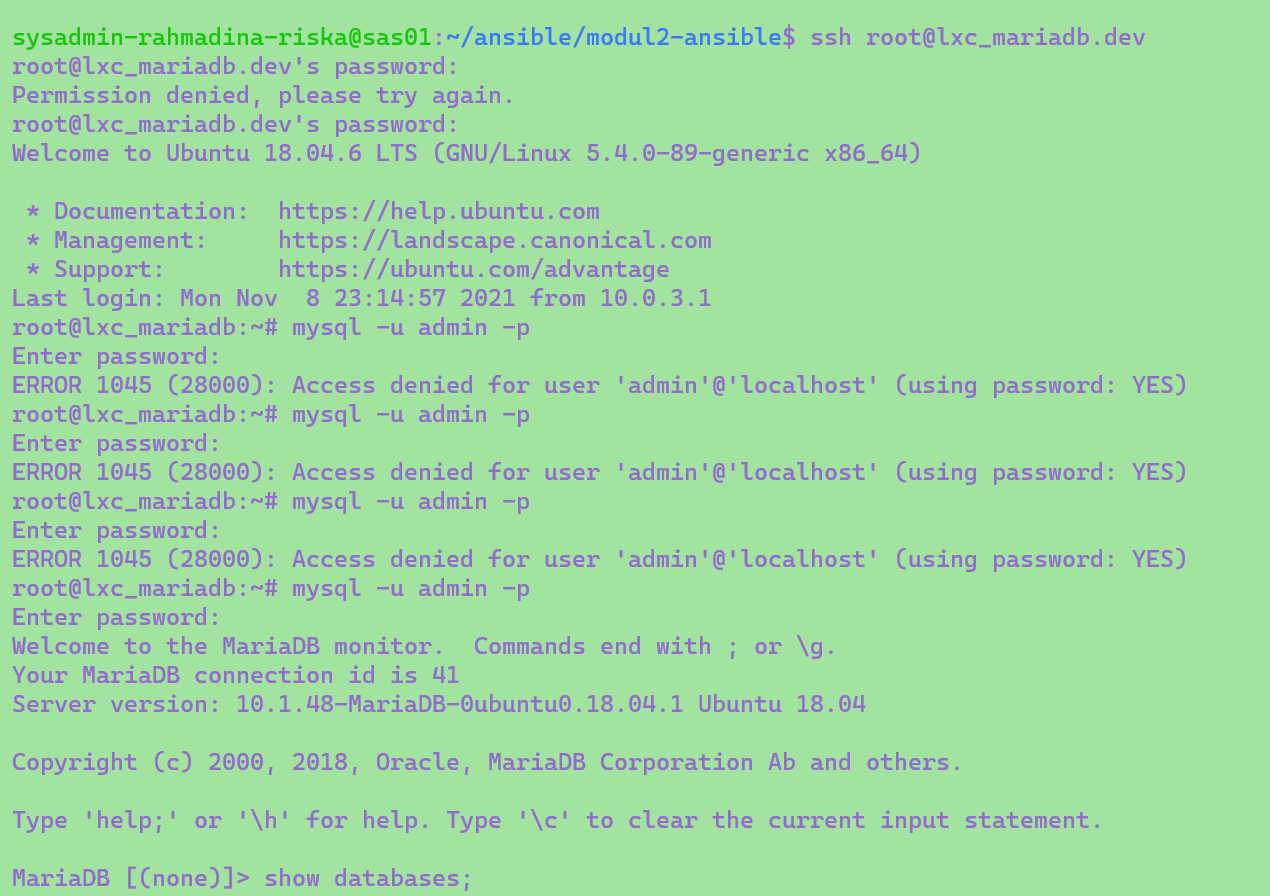 sysadmin-rahmadina-riska@sas01:~/ansible/modul2-ansible$ ssh root@lxc_mariadb.dev
root@lxc_mariadb.dev's password:
Permission denied, please try again.
root@lxc_mariadb.dev's password:
Welcome to Ubuntu 18.04.6 LTS (GNU/Linux 5.4.0-89-generic x86_64)

 * Documentation:  https://help.ubuntu.com
 * Management:     https://landscape.canonical.com
 * Support:        https://ubuntu.com/advantage
Last login: Mon Nov  8 23:14:57 2021 from 10.0.3.1
root@lxc_mariadb:~# mysql -u admin -p
Enter password:
ERROR 1045 (28000): Access denied for user 'admin'@'localhost' (using password: YES)
root@lxc_mariadb:~# mysql -u admin -p
Enter password:
ERROR 1045 (28000): Access denied for user 'admin'@'localhost' (using password: YES)
root@lxc_mariadb:~# mysql -u admin -p
Enter password:
ERROR 1045 (28000): Access denied for user 'admin'@'localhost' (using password: YES)
root@lxc_mariadb:~# mysql -u admin -p
Enter password:
Welcome to the MariaDB monitor.  Commands end with ; or \g.
Your MariaDB connection id is 41
Server version: 10.1.48-MariaDB-0ubuntu0.18.04.1 Ubuntu 18.04

Copyright (c) 2000, 2018, Oracle, MariaDB Corporation Ab and others.

Type 'help;' or '\h' for help. Type '\c' to clear the current input statement.

MariaDB [(none)]> show databases;